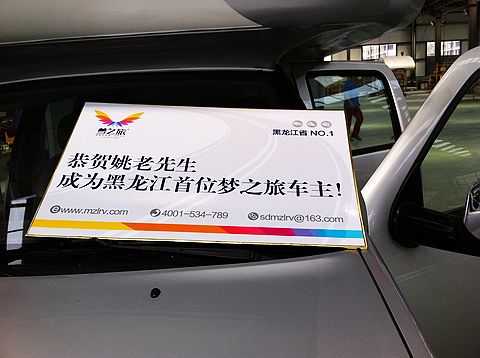 梦之旅
黑龙江省 NO.1
恭贺姚老先生
成为黑龙江首位梦之旅车主!
www.mzlrv.com 4001-534-789 sdmzlrv@163.com